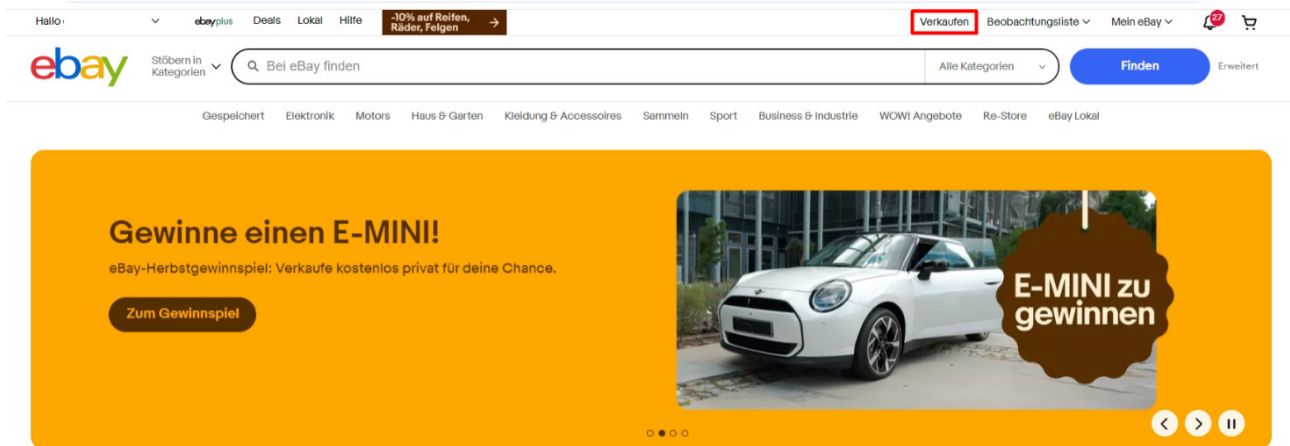 Hallo
ebayplus Deals Lokal Hilfe
-10% auf Reifen,
Räder, Felgen
Verkaufen Beobachtungsliste Mein eBay 27
ebay
Stöbern in
Kategorien
Bei eBay finden
Alle Kategorien
Finden
Erweitert
Gespeichert Elektronik Motors Haus & Garten Kleidung & Accessoires Sammeln Sport Business & Industrie WOW! Angebote Re-Store eBay Lokal
Gewinne einen E-MINI!
eBay-Herbstgewinnspiel: Verkaufe kostenlos privat für deine Chance.
Zum Gewinnspiel
E-MINI zu
gewinnen